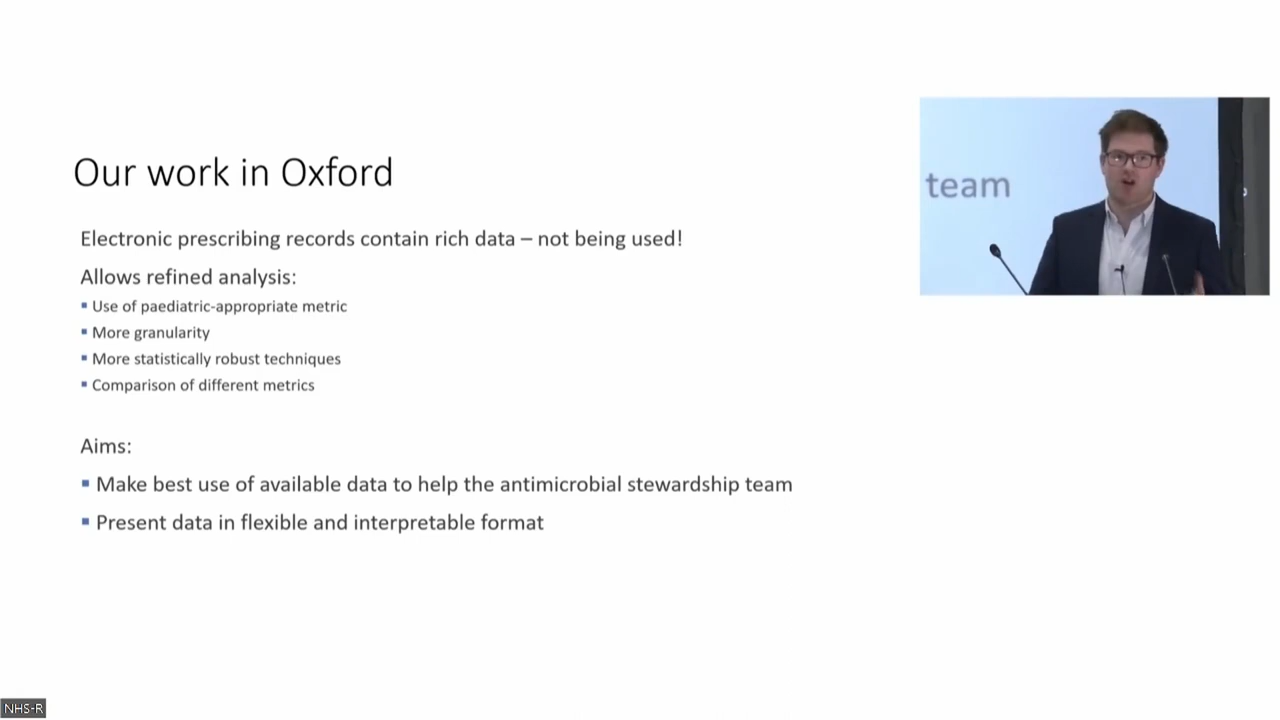 Our work in Oxford
Electronic prescribing records contain rich data – not being used!
Allows refined analysis:
Use of paediatric-appropriate metric
More granularity
More statistically robust techniques
Comparison of different metrics
Aims:
Make best use of available data to help the antimicrobial stewardship team
Present data in flexible and interpretable format
team
NHS-R